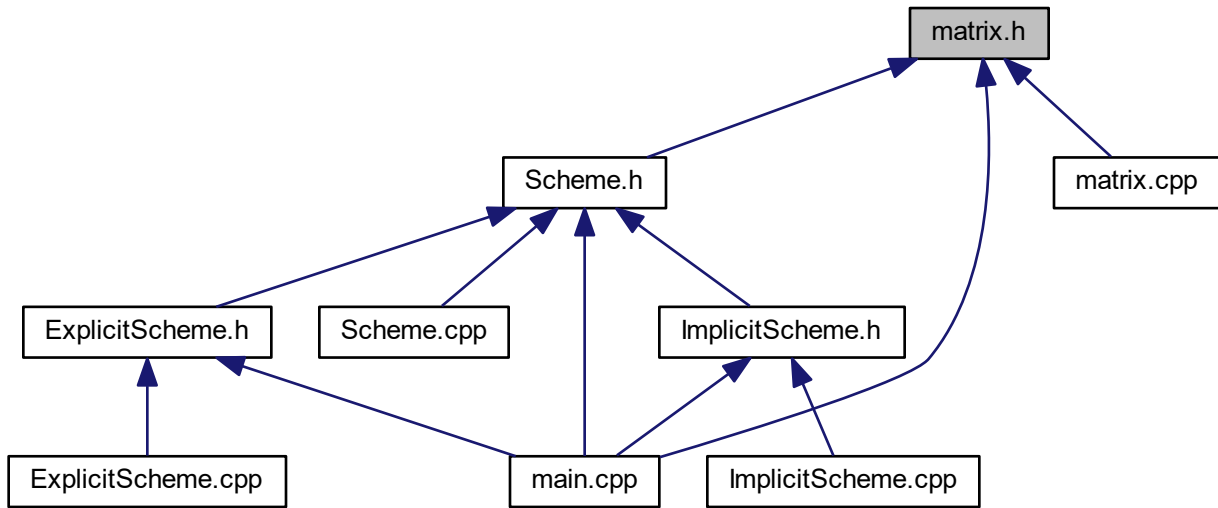 matrix.h
Scheme.h
matrix.cpp
ExplicitScheme.h
Scheme.cpp
ImplicitScheme.h
ExplicitScheme.cpp
main.cpp
ImplicitScheme.cpp